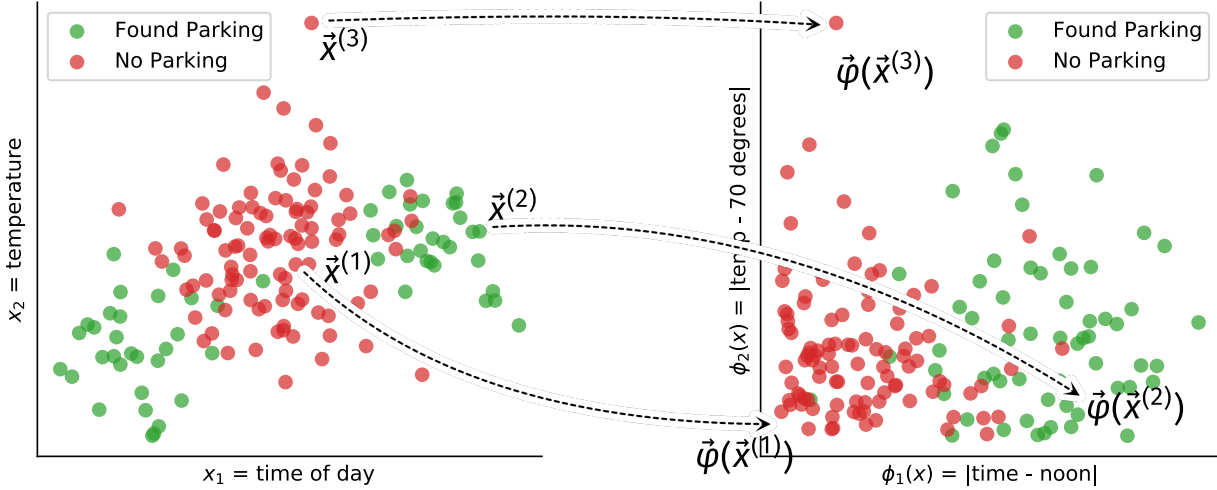 Found Parking
No Parking
x⃗⁽³⁾
x₂ = temperature
x⃗⁽²⁾
x⃗⁽¹⁾
x₁ = time of day
Found Parking
No Parking
φ⃗(x⃗⁽³⁾)
ϕ₂(x) = |temp - 70 degrees|
φ⃗(x⃗⁽²⁾)
φ⃗(x⃗⁽¹⁾)
ϕ₁(x) = |time - noon|